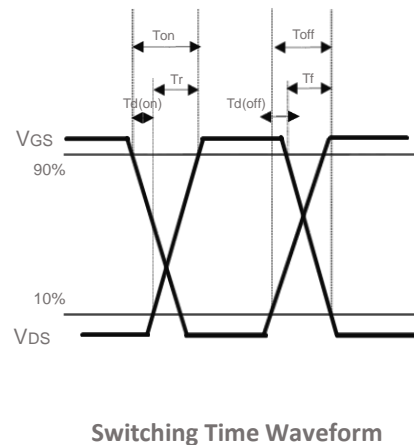 Ton
Toff
Tr
Tf
Td(on)
Td(off)
VGS
90%
10%
VDS
Switching Time Waveform